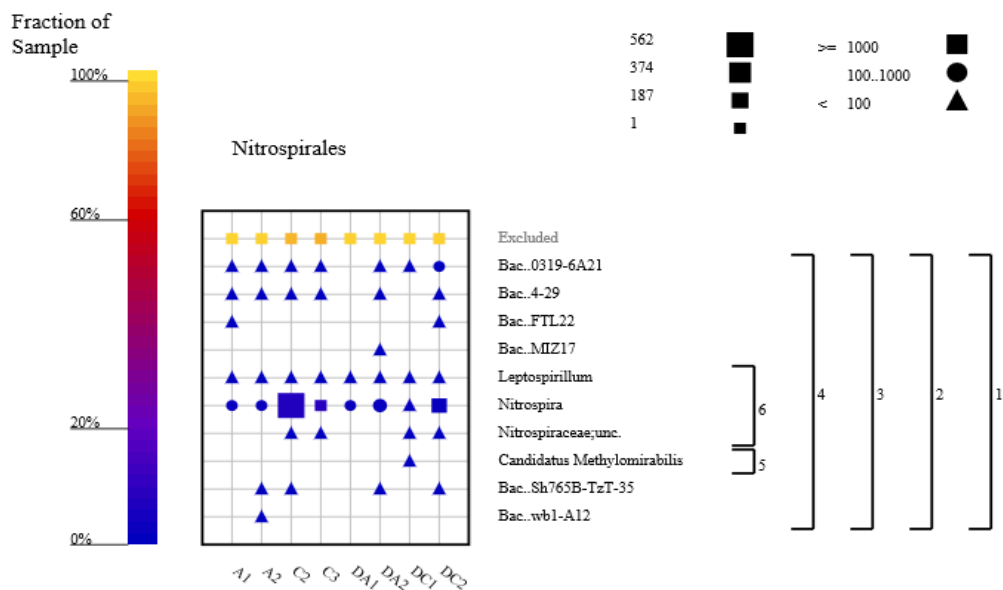 Fraction of
Sample
100%
60%
20%
0%
562
374
187
1
>= 1000
100..1000
< 100
Nitrospirales
Excluded
Bac..0319-6A21
Bac..4-29
Bac..FTL22
Bac..MIZ17
Leptospirillum
Nitrospira
Nitrospiraceae;unc.
Candidatus Methylomirabilis
Bac..Sh765B-TzT-35
Bac..wb1-A12
6
5
4
3
2
1
A1
A2
C2
C3
DA1
DA2
DC1
DC2